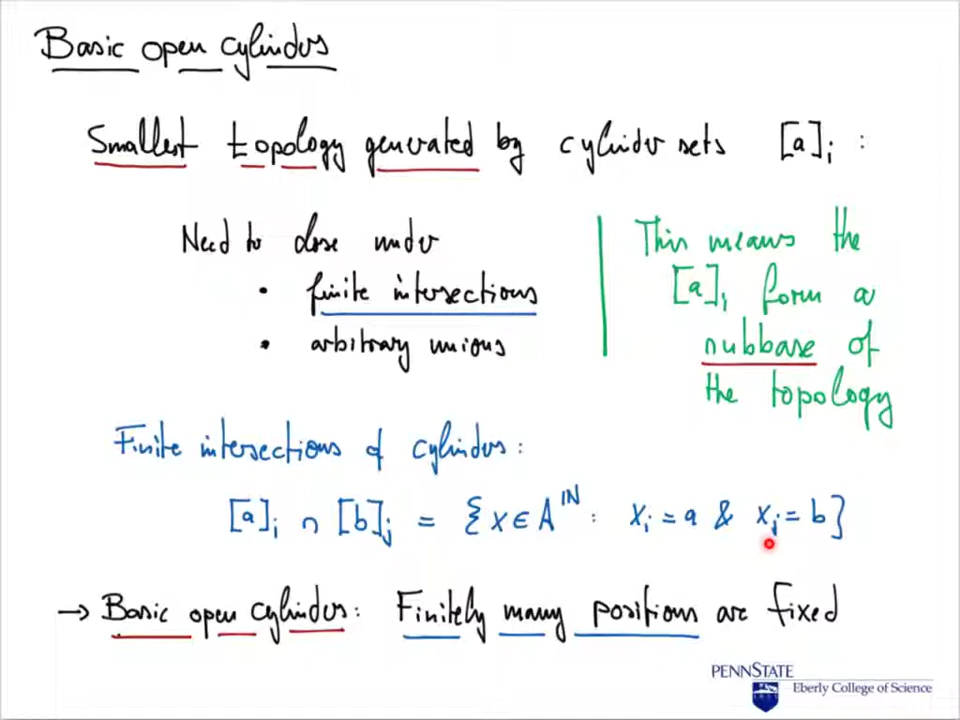 Basic open cylinders
Smallest topology generated by cylinder sets [a]ᵢ :
Need to close under
• finite intersections
• arbitrary unions
This means the
[a]ᵢ form a
subbase of
the topology
Finite intersections of cylinders:
[a]ᵢ ∩ [b]ⱼ = {x ∈ A^ℕ : xᵢ = a & xⱼ = b}
→ Basic open cylinders: Finitely many positions are fixed
PENNSTATE
Eberly College of Science